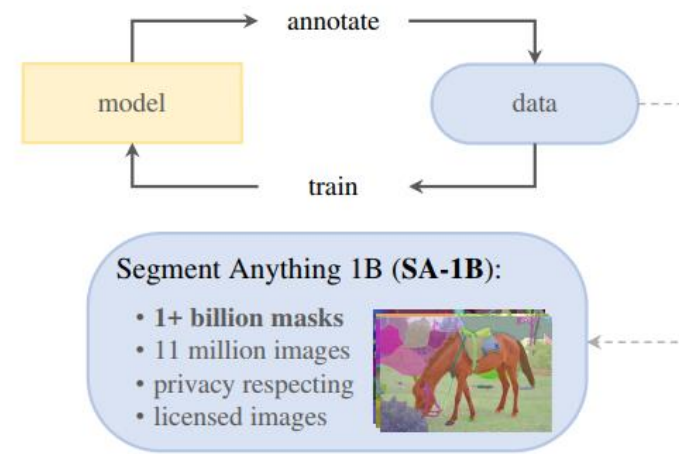 annotate
model
data
train
Segment Anything 1B (SA-1B):
• 1+ billion masks
• 11 million images
• privacy respecting
• licensed images